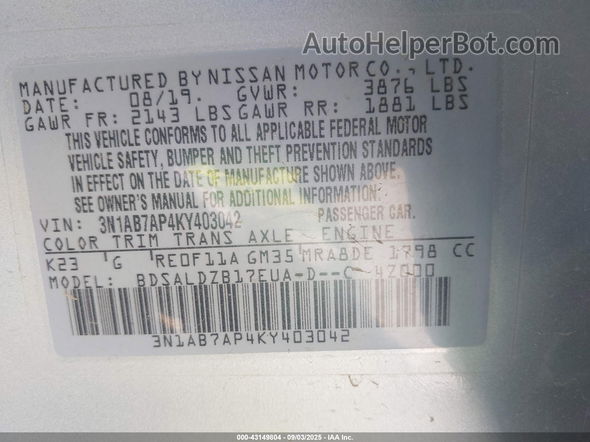 AutoHelperBot.com
MANUFACTURED BY NISSAN MOTOR CO., LTD.
DATE: 08/19. GVWR: 3876 LBS
GAWR FR: 2143 LBS GAWR RR: 1881 LBS
THIS VEHICLE CONFORMS TO ALL APPLICABLE FEDERAL MOTOR
VEHICLE SAFETY, BUMPER AND THEFT PREVENTION STANDARDS
IN EFFECT ON THE DATE OF MANUFACTURE SHOWN ABOVE.
SEE OWNER'S MANUAL FOR ADDITIONAL INFORMATION.
VIN: 3N1AB7AP4KY403042 PASSENGER CAR.
COLOR TRIM TRANS AXLE ENGINE
K23 G RE0F11A GM35 MRA8DE 1798 CC
MODEL: BDSALDZB17EUA-D--C 47000
3N1AB7AP4KY403042
000-43149804 - 09/03/2025 - IAA Inc.